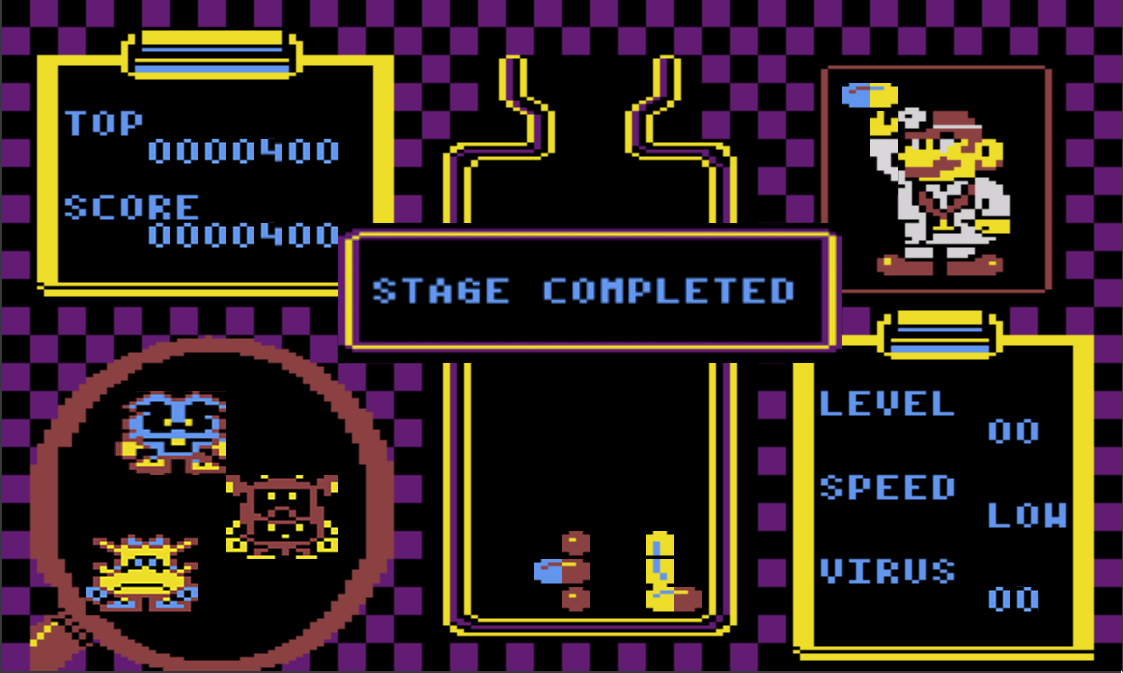 TOP
0000400
SCORE
0000400
STAGE COMPLETED
LEVEL
00
SPEED
LOW
VIRUS
00